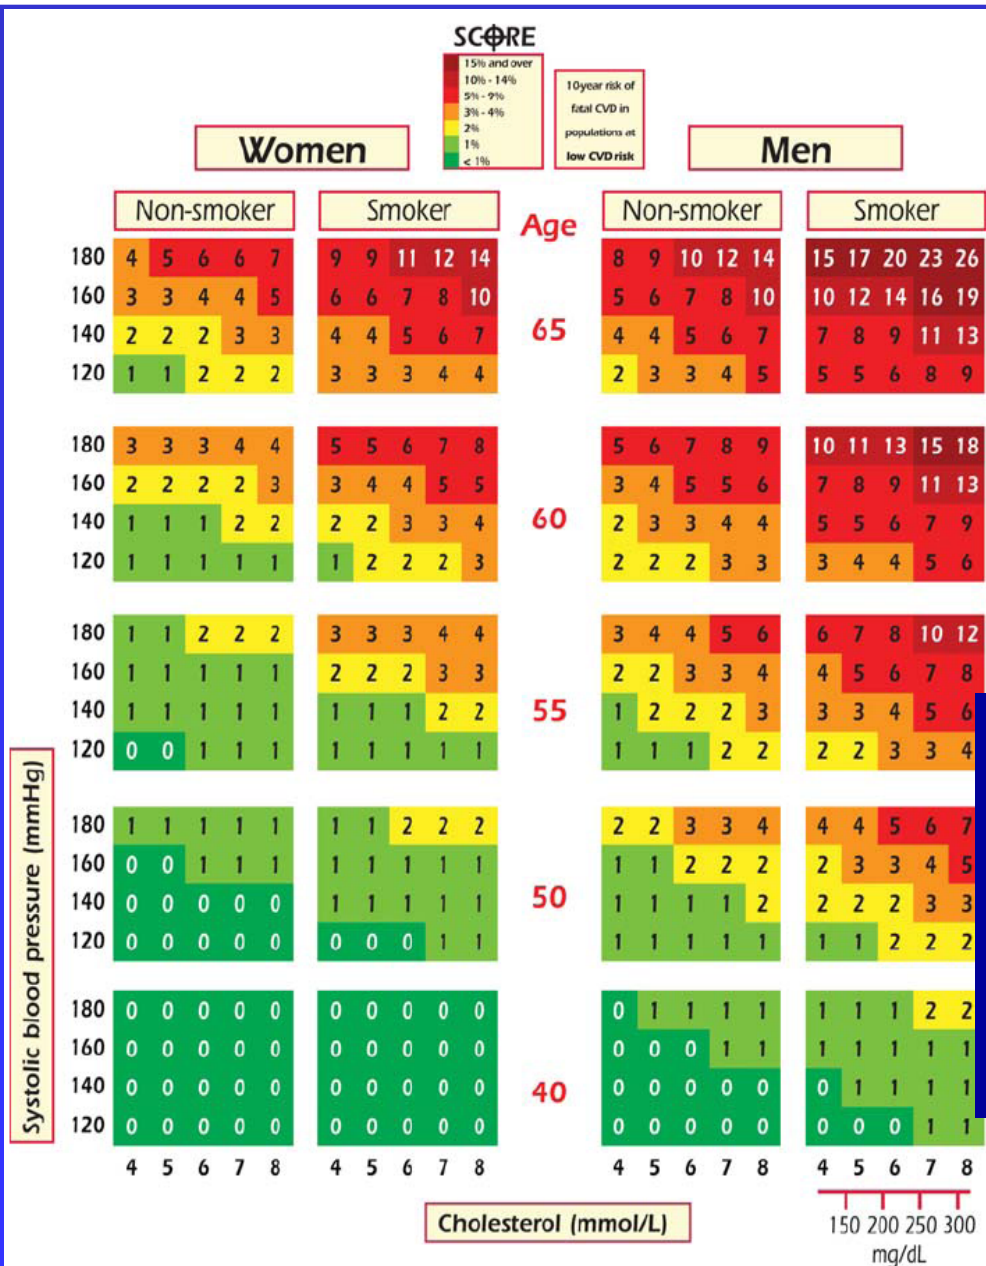 SCORE
15% and over
10% - 14%
5% - 9%
3% - 4%
2%
1%
< 1%
10 year risk of
fatal CVD in
populations at
low CVD risk
Women
Men
Non-smoker Smoker Age Non-smoker Smoker
180 4 5 6 6 7 9 9 11 12 14 8 9 10 12 14 15 17 20 23 26
160 3 3 4 4 5 6 6 7 8 10 5 6 7 8 10 10 12 14 16 19
65
140 2 2 2 3 3 4 4 5 6 7 4 4 5 6 7 7 8 9 11 13
120 1 1 2 2 2 3 3 3 4 4 2 3 3 4 5 5 5 6 8 9
180 3 3 3 4 4 5 5 6 7 8 5 6 7 8 9 10 11 13 15 18
160 2 2 2 2 3 3 4 4 5 5 3 4 5 5 6 7 8 9 11 13
60
140 1 1 1 2 2 2 2 3 3 4 2 3 3 4 4 5 5 6 7 9
120 1 1 1 1 1 1 2 2 2 3 2 2 2 3 3 3 4 4 5 6
180 1 1 2 2 2 3 3 3 4 4 3 4 4 5 6 6 7 8 10 12
160 1 1 1 1 1 2 2 2 3 3 2 2 3 3 4 4 5 6 7 8
55
140 1 1 1 1 1 1 1 1 2 2 1 2 2 2 3 3 3 4 5 6
120 0 0 1 1 1 1 1 1 1 1 1 1 1 2 2 2 2 3 3 4
180 1 1 1 1 1 1 1 2 2 2 2 2 3 3 4 4 4 5 6 7
160 0 0 1 1 1 1 1 1 1 1 1 1 2 2 2 2 3 3 4 5
50
140 0 0 0 0 0 1 1 1 1 1 1 1 1 1 2 2 2 2 3 3
120 0 0 0 0 0 0 0 0 1 1 1 1 1 1 1 1 1 2 2 2
180 0 0 0 0 0 0 0 0 0 0 0 1 1 1 1 1 1 1 2 2
160 0 0 0 0 0 0 0 0 0 0 0 0 0 1 1 1 1 1 1 1
40
140 0 0 0 0 0 0 0 0 0 0 0 0 0 0 0 0 1 1 1 1
120 0 0 0 0 0 0 0 0 0 0 0 0 0 0 0 0 0 0 1 1
4 5 6 7 8 4 5 6 7 8 4 5 6 7 8 4 5 6 7 8
Systolic blood pressure (mmHg)
Cholesterol (mmol/L)
150 200 250 300
mg/dL